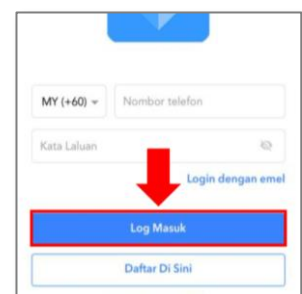 MY (+60) Nombor telefon
Kata Laluan
Login dengan emel
Log Masuk
Daftar Di Sini